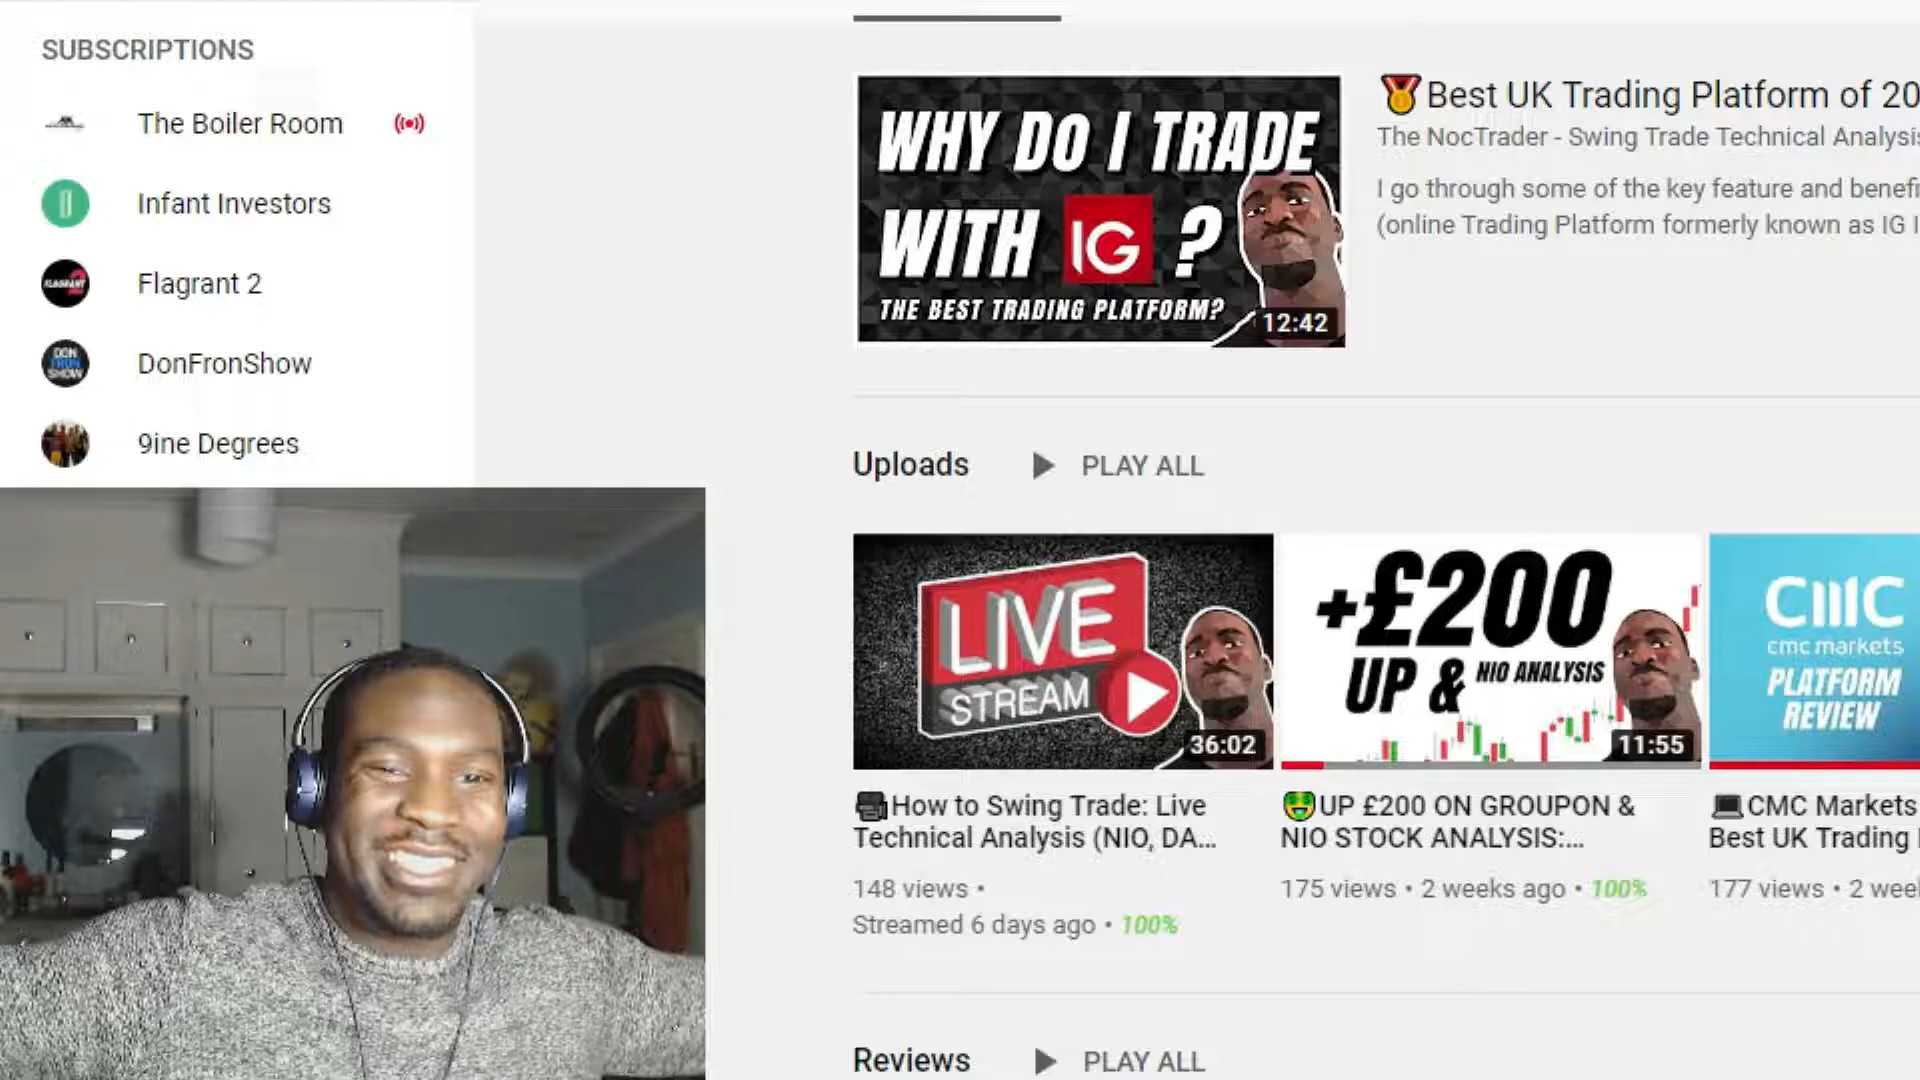 SUBSCRIPTIONS
The Boiler Room
Infant Investors
Flagrant 2
DonFronShow
9ine Degrees
DON
FRON
SHOW
WHY DO I TRADE
WITH IG ?
THE BEST TRADING PLATFORM?
12:42
🏅Best UK Trading Platform of 20
The NocTrader - Swing Trade Technical Analysis
I go through some of the key feature and benefi
(online Trading Platform formerly known as IG I
Uploads
PLAY ALL
LIVE
STREAM
36:02
How to Swing Trade: Live
Technical Analysis (NIO, DA...
148 views •
Streamed 6 days ago • 100%
+£200
UP & NIO ANALYSIS
11:55
🤑UP £200 ON GROUPON &
NIO STOCK ANALYSIS:...
175 views • 2 weeks ago • 100%
CMC
cmc markets
PLATFORM
REVIEW
💻CMC Markets
Best UK Trading
177 views • 2 wee
Reviews
PLAY ALL